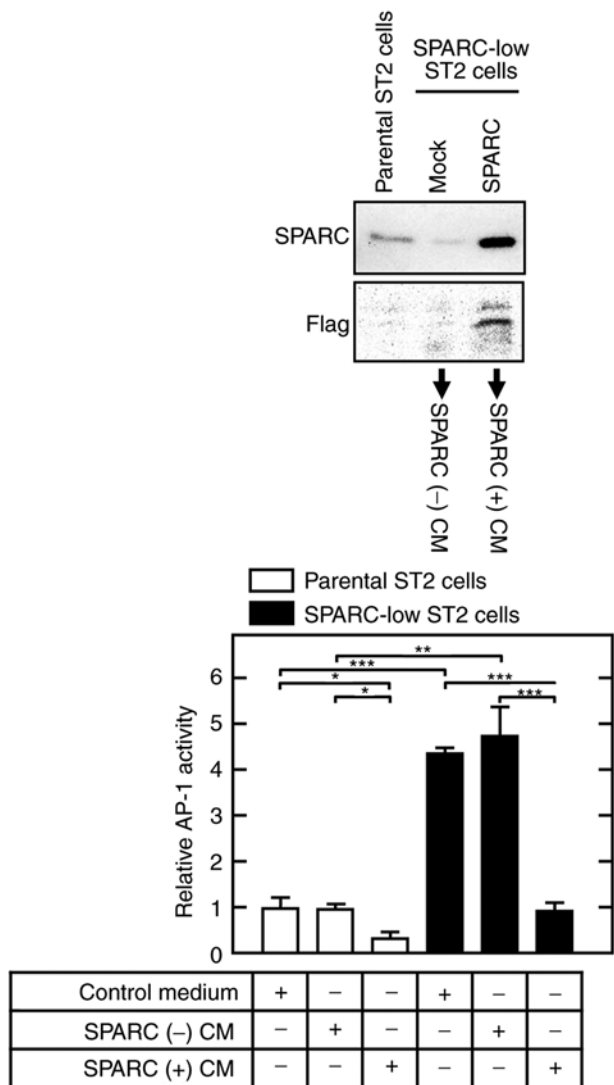 Parental ST2 cells
SPARC-low
ST2 cells
Mock
SPARC
SPARC
Flag
SPARC (–) CM
SPARC (+) CM
Parental ST2 cells
SPARC-low ST2 cells
Relative AP-1 activity
6
5
4
3
2
1
0
**
***
*
***
*
***
Control medium + – – + – –
SPARC (–) CM – + – – + –
SPARC (+) CM – – + – – +